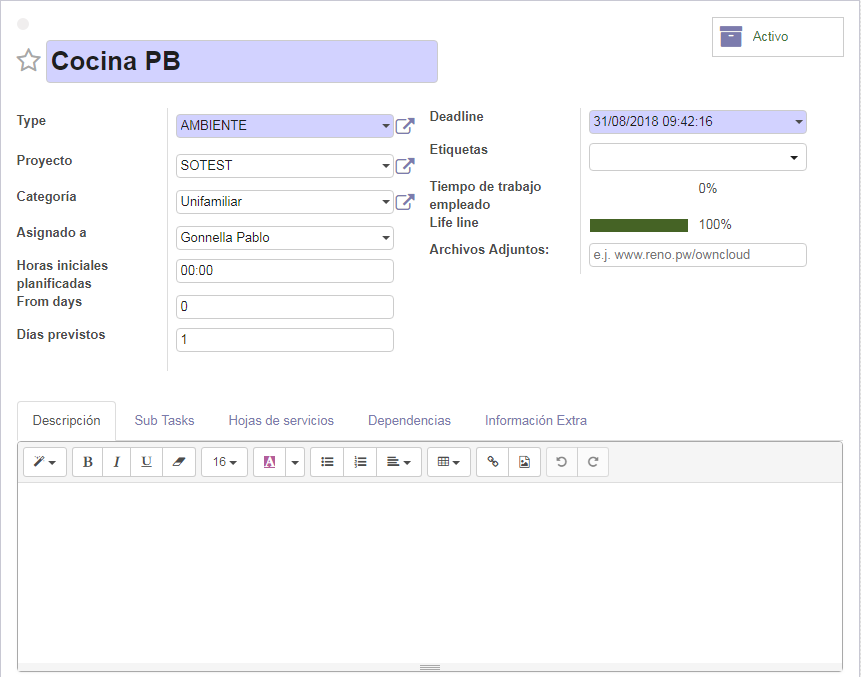 Cocina PB
Activo
Type
AMBIENTE
Proyecto
SOTEST
Categoría
Unifamiliar
Asignado a
Gonnella Pablo
Horas iniciales
planificadas
00:00
From days
0
Días previstos
1
Deadline
31/08/2018 09:42:16
Etiquetas
Tiempo de trabajo
empleado
0%
Life line
100%
Archivos Adjuntos:
e.j. www.reno.pw/owncloud
Descripción Sub Tasks Hojas de servicios Dependencias Información Extra
B I U 16 A